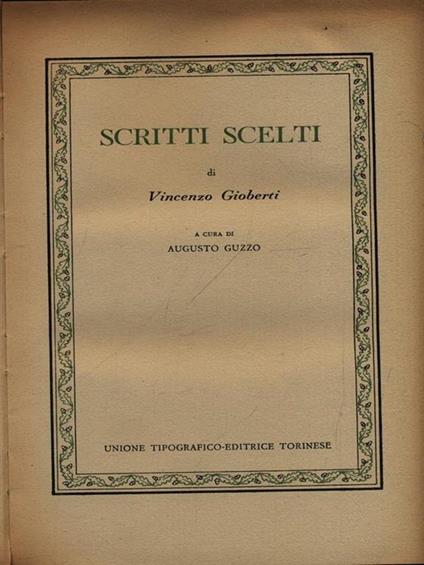 SCRITTI SCELTI
di
Vincenzo Gioberti
A CURA DI
AUGUSTO GUZZO
UNIONE TIPOGRAFICO-EDITRICE TORINESE